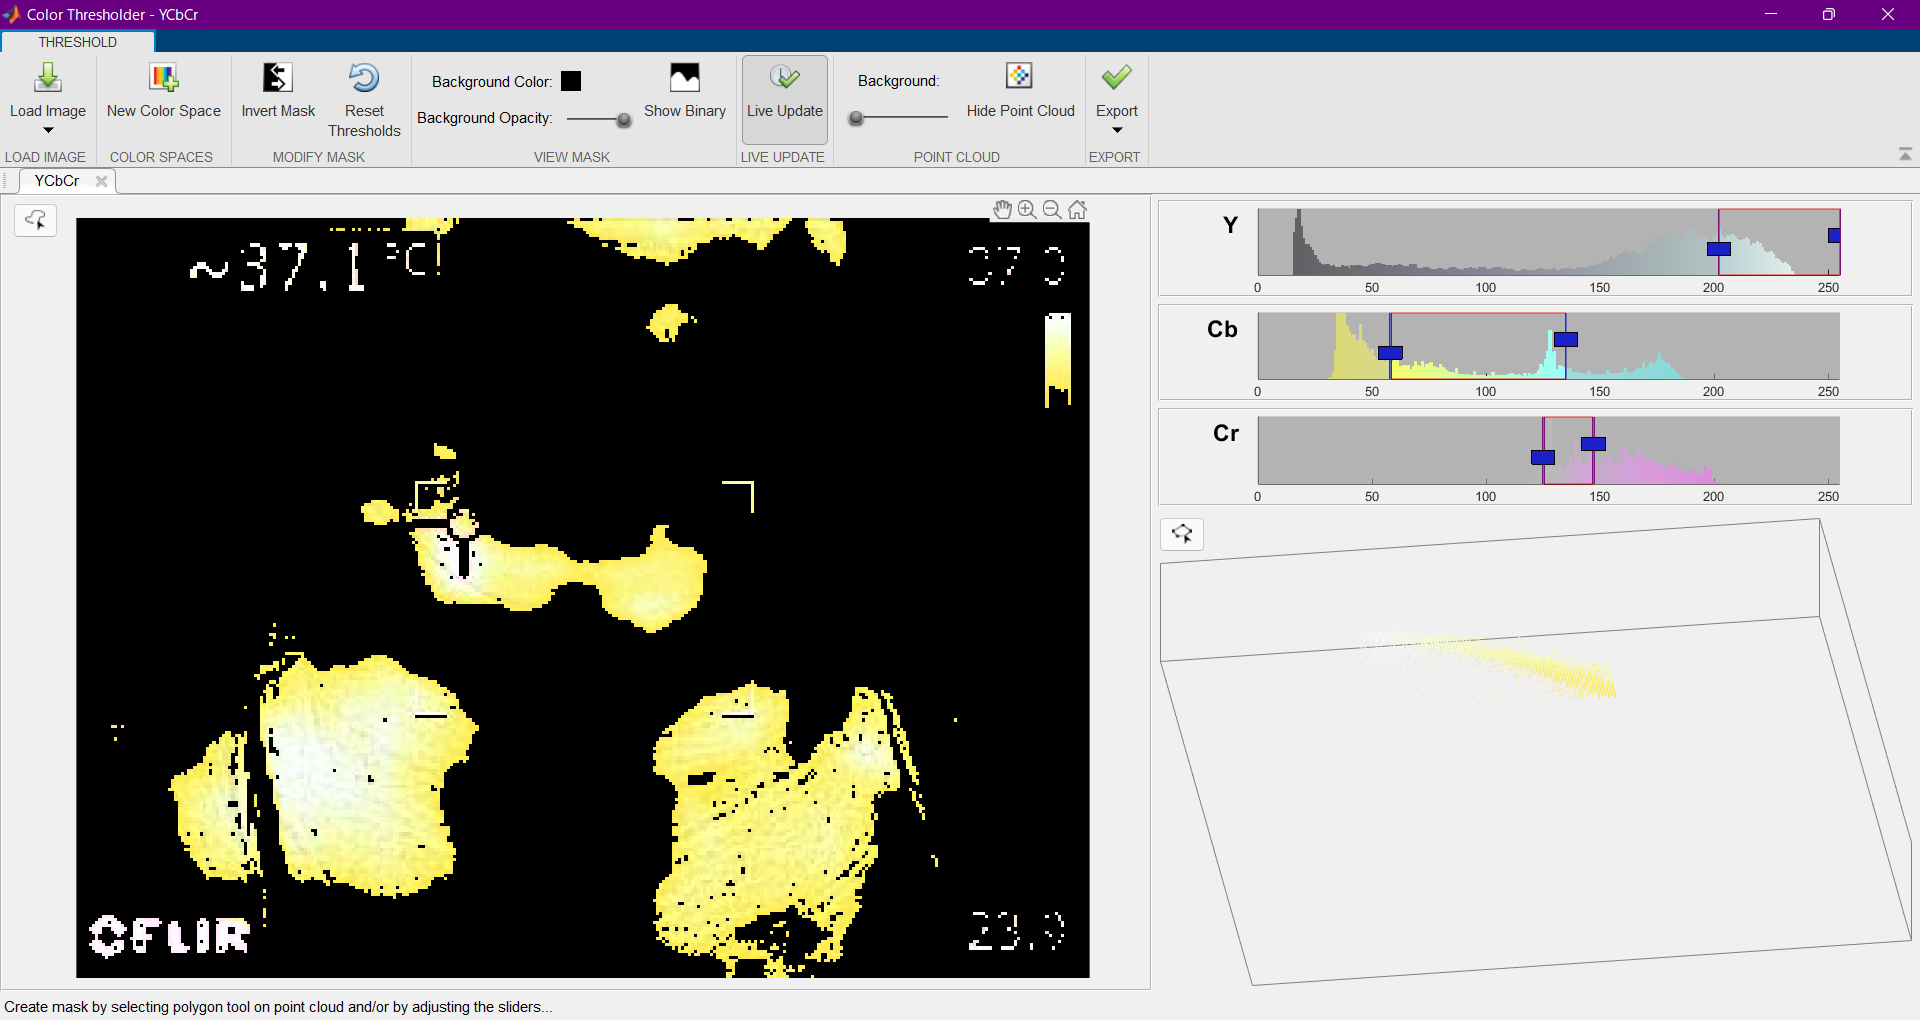 Color Thresholder - YCbCr
THRESHOLD
Load Image
New Color Space
Invert Mask
Reset Thresholds
Background Color:
Background Opacity:
Show Binary
Live Update
Background:
Hide Point Cloud
Export
LOAD IMAGE
COLOR SPACES
MODIFY MASK
VIEW MASK
LIVE UPDATE
POINT CLOUD
EXPORT
YCbCr
~37.1 °C
FLIR
Y
0 50 100 150 200 250
Cb
0 50 100 150 200 250
Cr
0 50 100 150 200 250
Create mask by selecting polygon tool on point cloud and/or by adjusting the sliders...